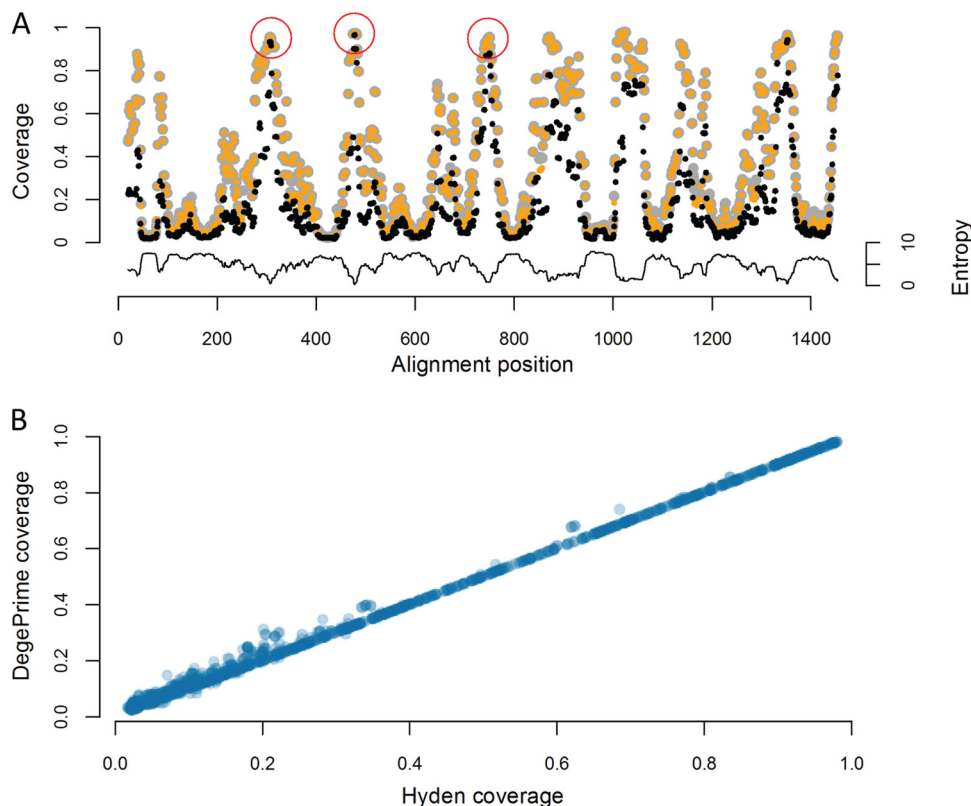 A
Coverage
1
0.8
0.6
0.4
0.2
0
10
0
Entropy
0 200 400 600 800 1000 1200 1400
Alignment position
B
DegePrime coverage
1.0
0.8
0.6
0.4
0.2
0.0
0.0 0.2 0.4 0.6 0.8 1.0
Hyden coverage